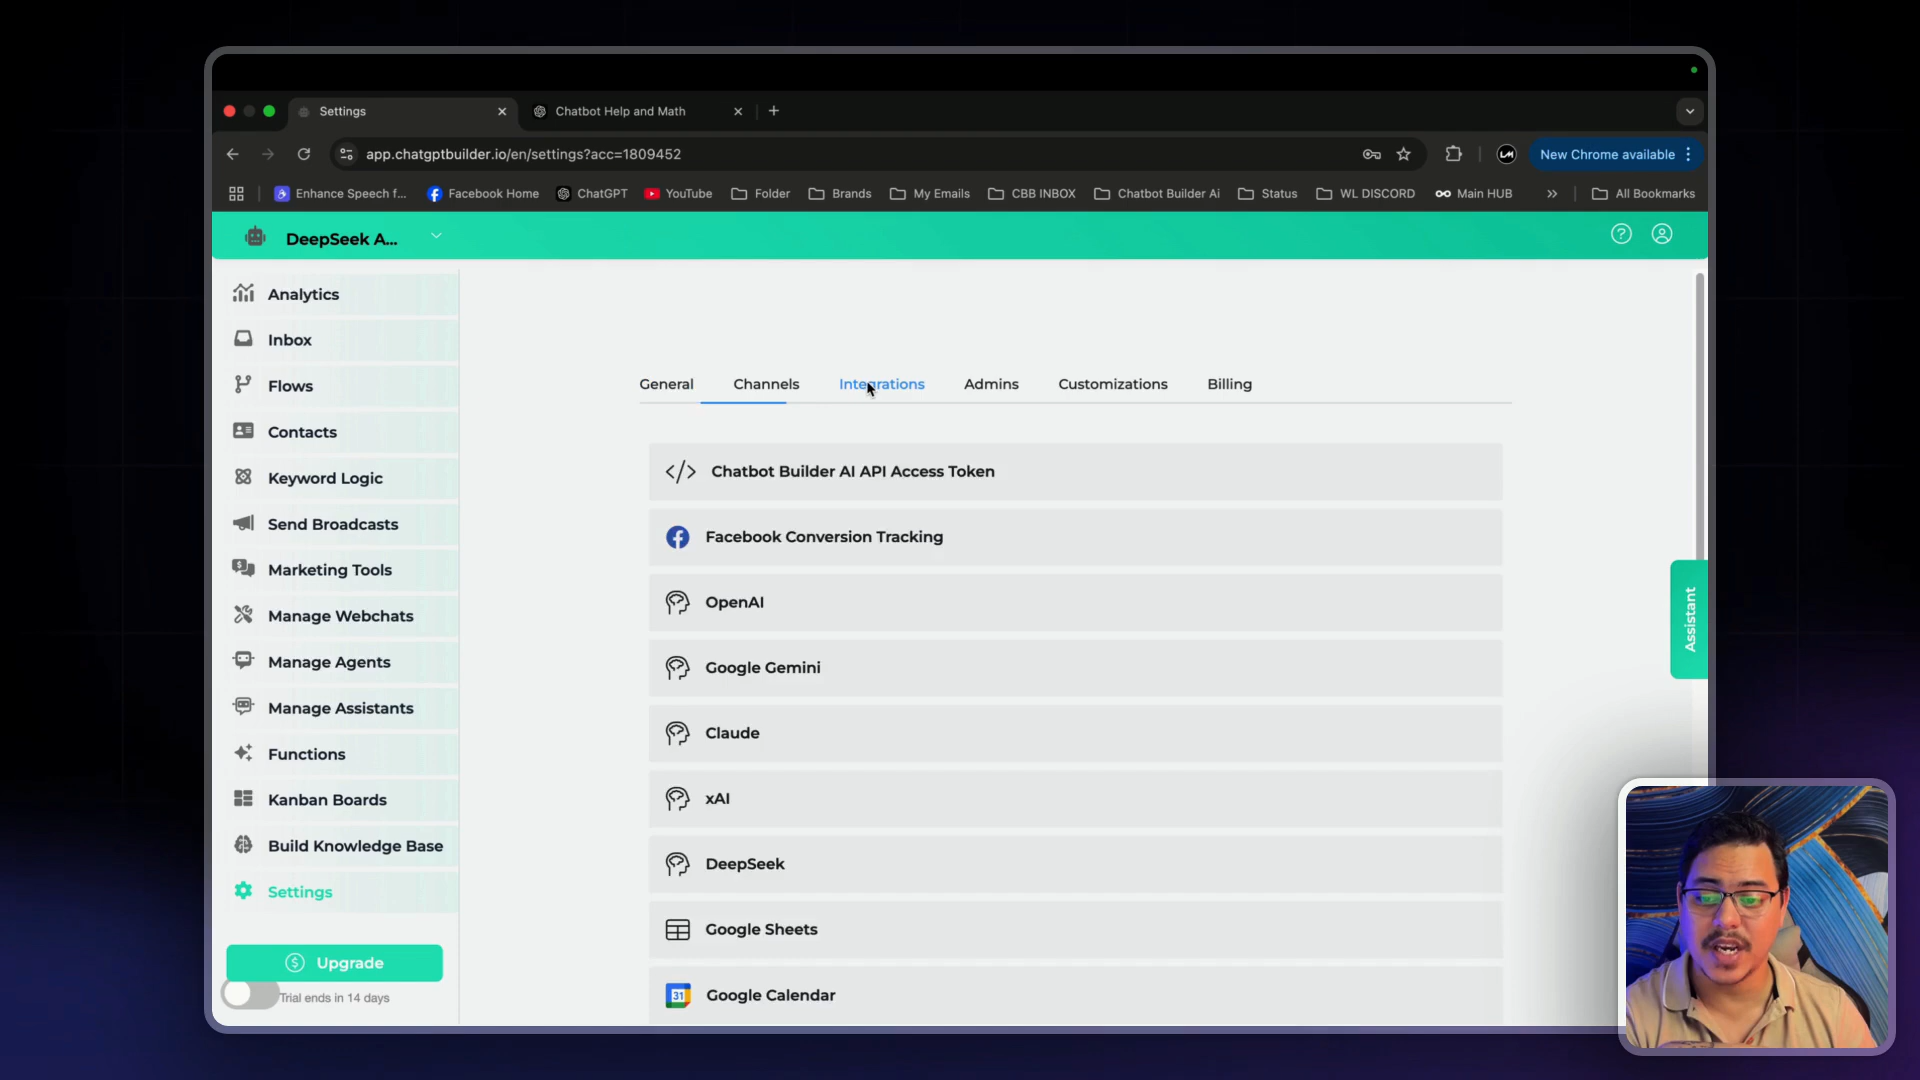 Settings
Chatbot Help and Math
app.chatgptbuilder.io/en/settings?acc=1809452
New Chrome available
Enhance Speech f...
Facebook Home
ChatGPT
YouTube
Folder
Brands
My Emails
CBB INBOX
Chatbot Builder Ai
Status
WL DISCORD
Main HUB
All Bookmarks
DeepSeek A...
Analytics
Inbox
Flows
Contacts
Keyword Logic
Send Broadcasts
Marketing Tools
Manage Webchats
Manage Agents
Manage Assistants
Functions
Kanban Boards
Build Knowledge Base
Settings
Upgrade
Trial ends in 14 days
General
Channels
Integrations
Admins
Customizations
Billing
Chatbot Builder AI API Access Token
Facebook Conversion Tracking
OpenAI
Google Gemini
Claude
xAI
DeepSeek
Google Sheets
31
Google Calendar
Assistant